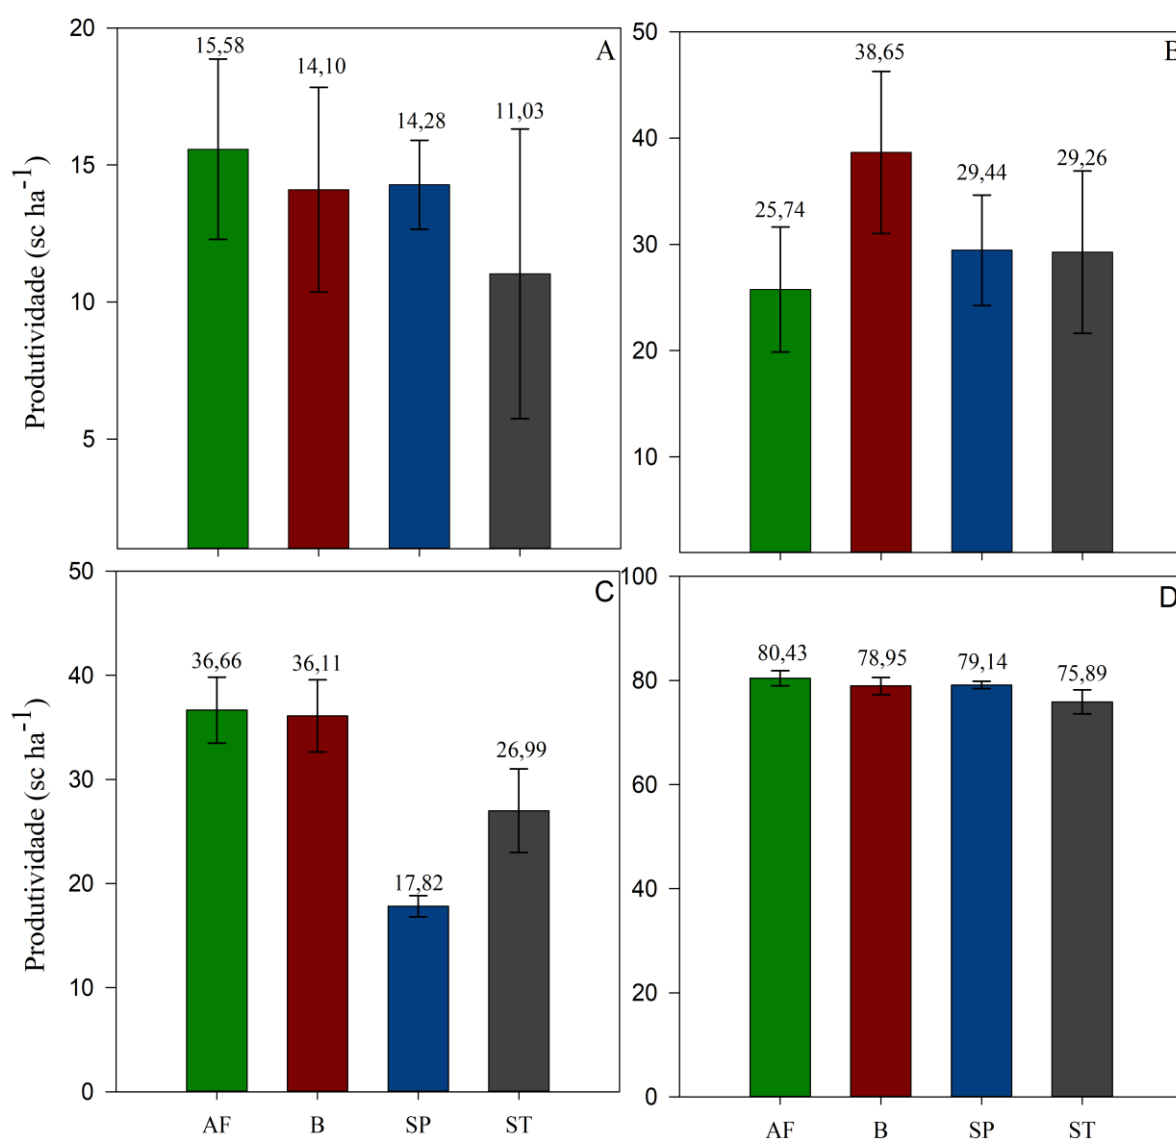 20
15
10
5
Produtividade (sc ha⁻¹)
A
15,58
14,10
14,28
11,03
50
40
30
20
10
B
25,74
38,65
29,44
29,26
50
40
30
20
10
0
Produtividade (sc ha⁻¹)
C
36,66
36,11
17,82
26,99
AF
B
SP
ST
100
80
60
40
20
0
D
80,43
78,95
79,14
75,89
AF
B
SP
ST